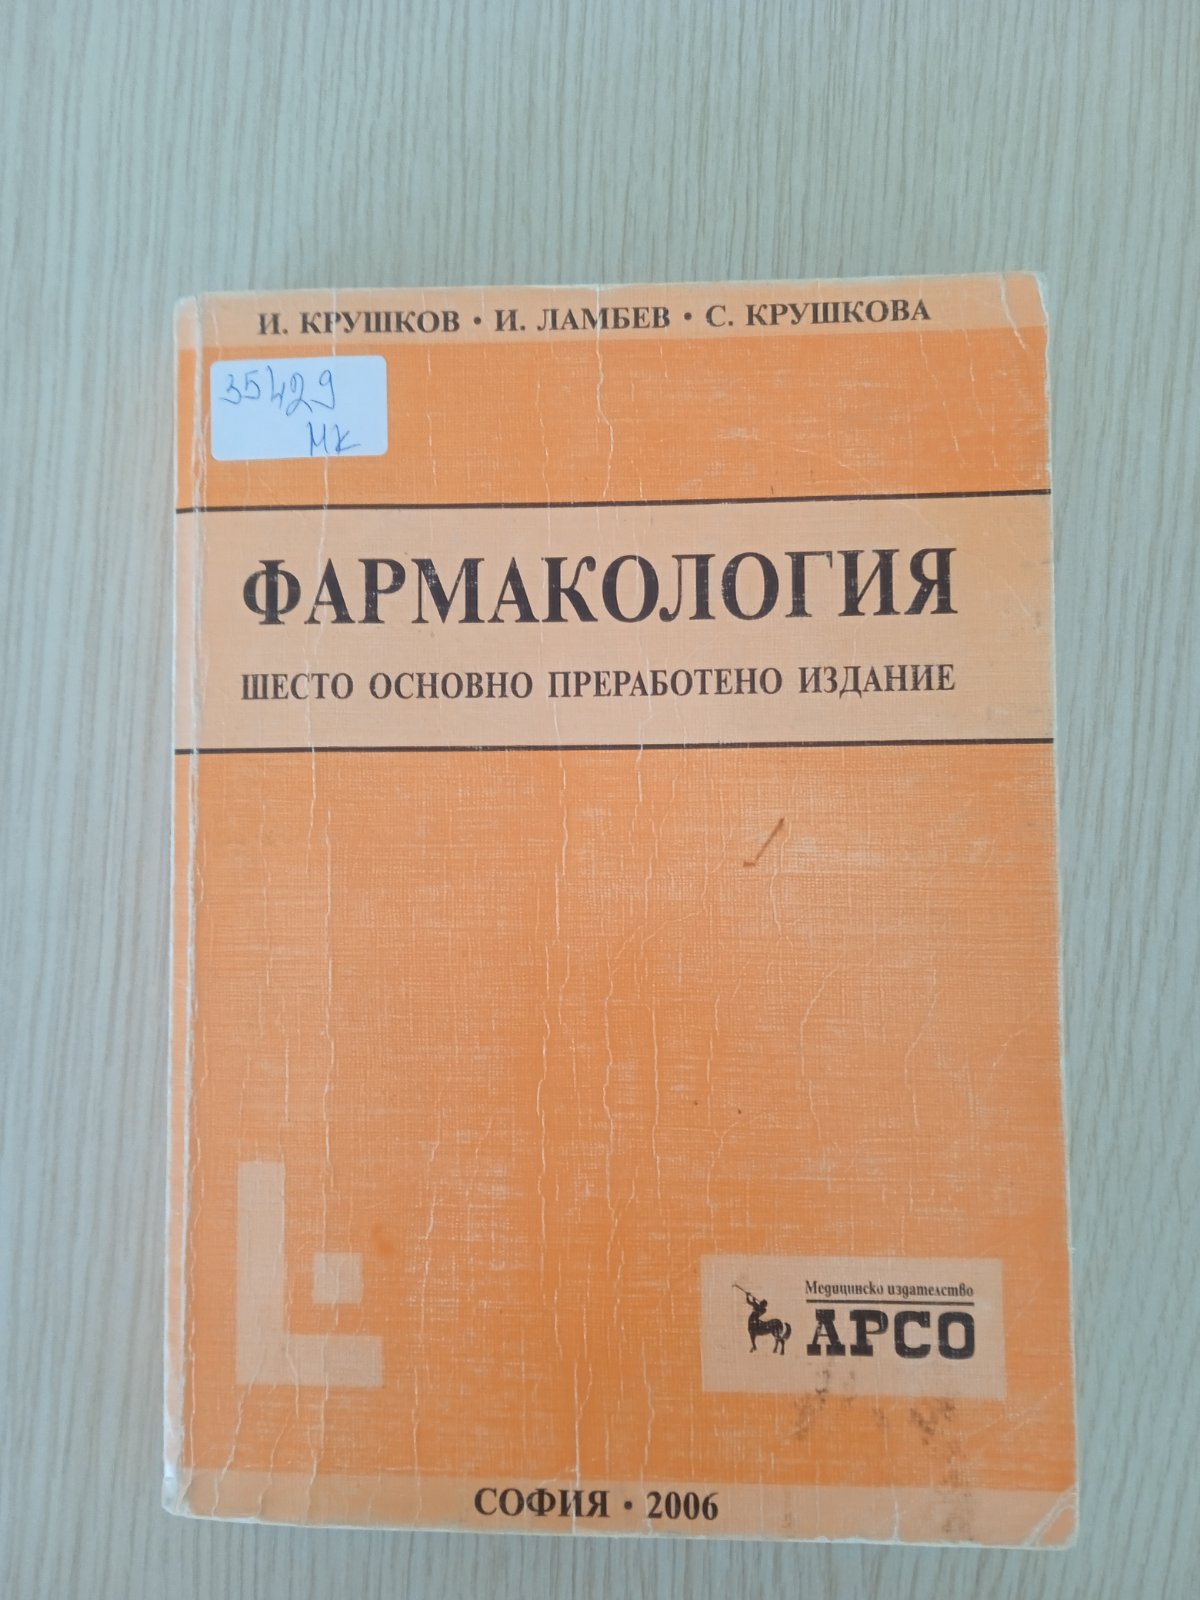 И. КРУШКОВ • И. ЛАМБЕВ • С. КРУШКОВА
35429
МК
ФАРМАКОЛОГИЯ
ШЕСТО ОСНОВНО ПРЕРАБОТЕНО ИЗДАНИЕ
Медицинско издателство
АРСО
СОФИЯ • 2006